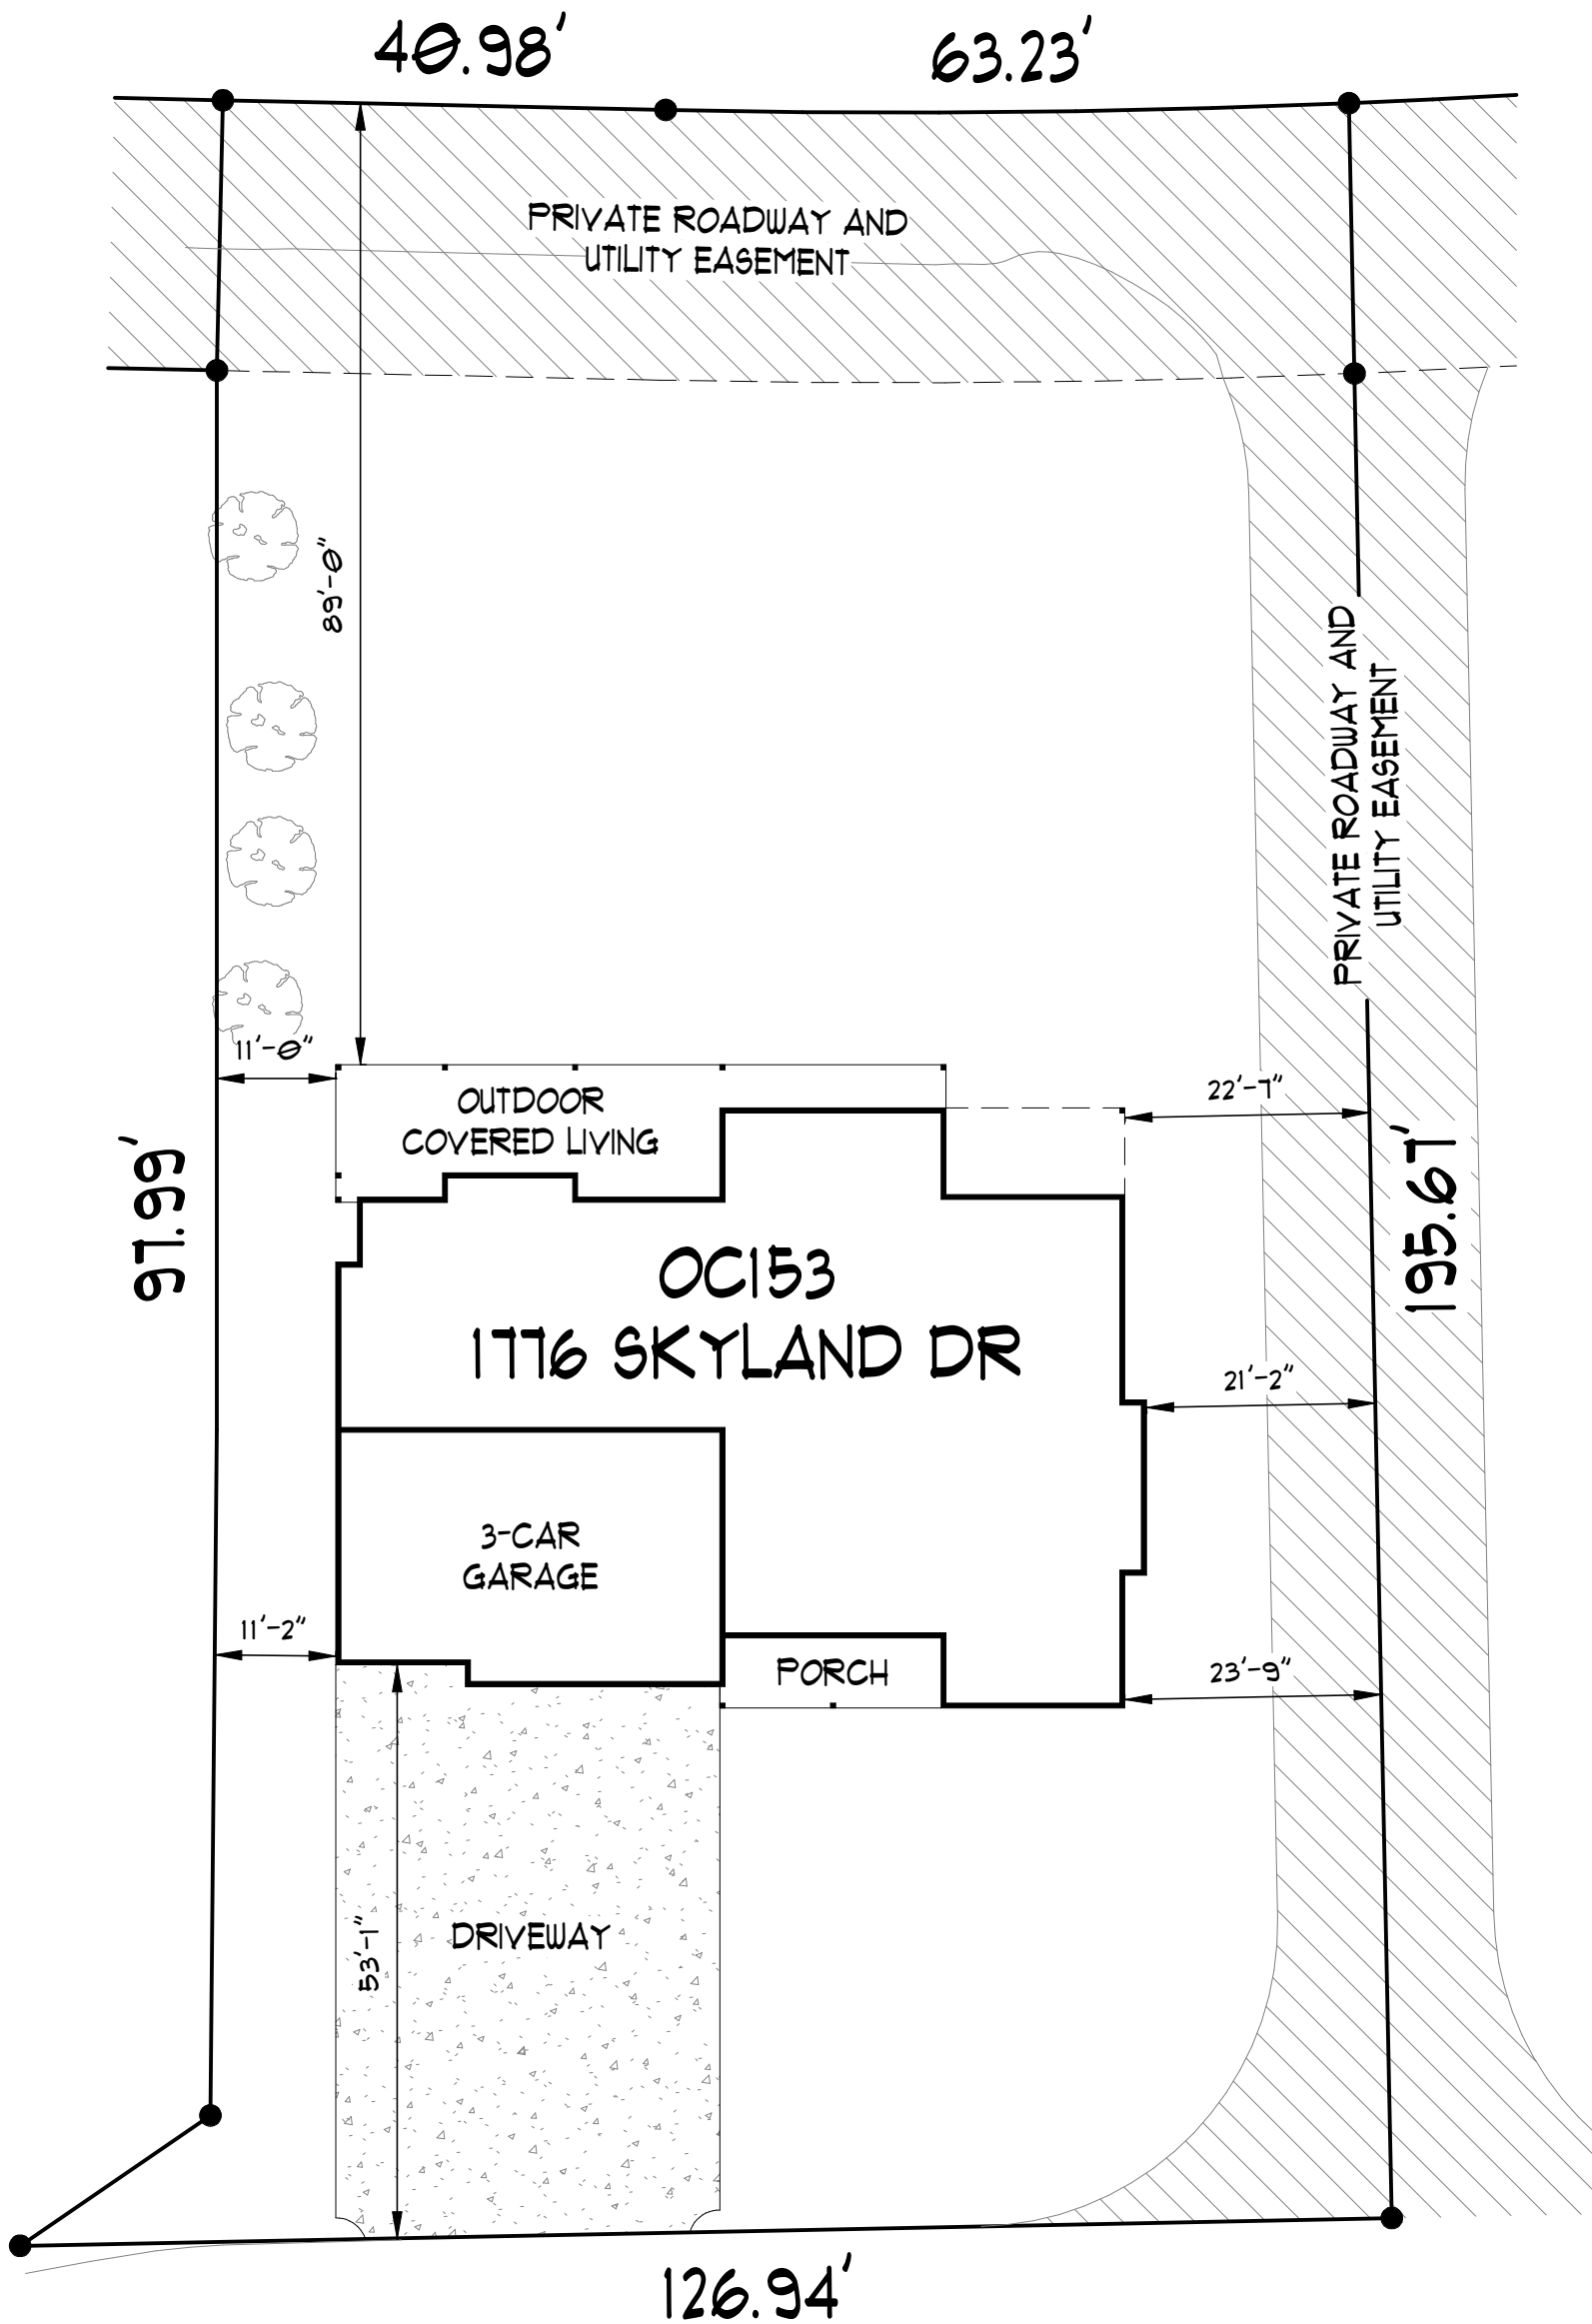 40.98'
63.23'
PRIVATE ROADWAY AND
UTILITY EASEMENT
89'-0"
PRIVATE ROADWAY AND
UTILITY EASEMENT
11'-0"
OUTDOOR
COVERED LIVING
22'-7"
97.99'
195.67'
OC153
1776 SKYLAND DR
21'-2"
3-CAR
GARAGE
11'-2"
PORCH
23'-9"
53'-1"
DRIVEWAY
126.94'